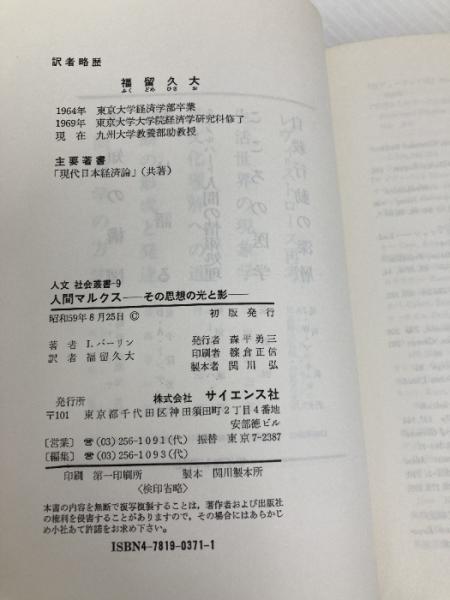 訳者略歴
福留久大
ふく どめ ひさ お
1964年 東京大学経済学部卒業
1969年 東京大学大学院経済学研究科修了
現在 九州大学教養部助教授
主要著書
「現代日本経済論」(共著)
人文 社会叢書-9
人間マルクス――その思想の光と影――
昭和59年8月25日 © 初版発行
著者 I.バーリン 発行者 森平勇三
訳者 福留久大 印刷者 篠倉正信
製本者 関川弘
発行所 株式会社 サイエンス社
〒101 東京都千代田区神田須田町2丁目4番地
安部徳ビル
〔営業〕 ☎(03)256-1091(代) 振替 東京7-2387
〔編集〕 ☎(03)256-1093(代)
印刷 第一印刷所 製本 関川製本所
〈検印省略〉
本書の内容を無断で複写複製することは、著作者および出版社
の権利を侵害することがありますので、その場合にはあらかじ
め小社あて許諾をお求め下さい。
ISBN4-7819-0371-1